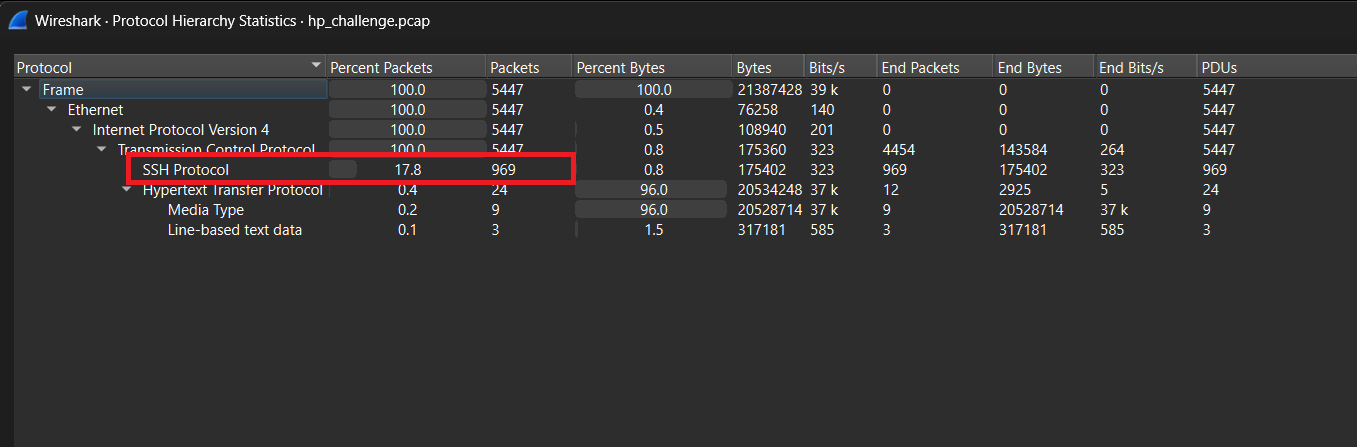 Wireshark · Protocol Hierarchy Statistics · hp_challenge.pcap
Protocol Percent Packets Packets Percent Bytes Bytes Bits/s End Packets End Bytes End Bits/s PDUs
Frame 100.0 5447 100.0 21387428 39 k 0 0 0 5447
Ethernet 100.0 5447 0.4 76258 140 0 0 0 5447
Internet Protocol Version 4 100.0 5447 0.5 108940 201 0 0 0 5447
Transmission Control Protocol 100.0 5447 0.8 175360 323 4454 143584 264 5447
SSH Protocol 17.8 969 0.8 175402 323 969 175402 323 969
Hypertext Transfer Protocol 0.4 24 96.0 20534248 37 k 12 2925 5 24
Media Type 0.2 9 96.0 20528714 37 k 9 20528714 37 k 9
Line-based text data 0.1 3 1.5 317181 585 3 317181 585 3